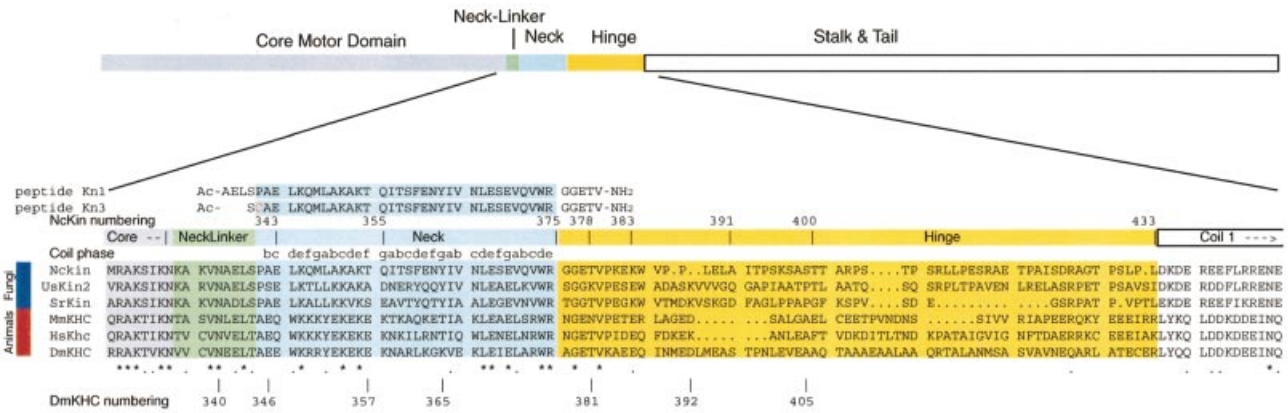 Neck-Linker
Core Motor Domain Neck Hinge Stalk & Tail
peptide Kn1 Ac-AELSPAE LKQMLAKAKT QITSFENYIV NLESEVQVWR GGETV-NH2
peptide Kn3 Ac- SCAE LKQMLAKAKT QITSFENYIV NLESEVQVWR GGETV-NH2
NcKin numbering 343 355 375 378 383 391 400 433
Core --| NeckLinker | Neck | Hinge | Coil 1 --->
Coil phase bc defgabcdef gabcdefgab cdefgabcde
Fungi
Nckin MRAKSIKNKA KVNAELSPAE LKQMLAKAKT QITSFENYIV NLESEVQVWR GGETVPKEKW VP.P..LELA ITPSKSASTT TARPS....TP SRLLPESRAE TPAISDRAGT PSLP.LDKDE REEFLRRENE
UsKin2 VRAKSIKNKA RVNAELSPSE LKTLLKKAKA DNERYQQYIV NLEAELKVWR SGGKVPESEW ADASKVVVGQ GAPIAATPTL AATQ....SQ SRPLTPAVEN LRELASRPET PSAVSIDKDE RDDFLRRENE
SrKin ARAKSIKNKA RVNADLSPAE LKALLKKVKS EAVTYQTYIA ALEGEVNVWR TGGTVPEGKW VTMDKVSKGD FAGLPPAPGF KSPV....SD E......... ....GSRPAT P.VPTLEKDE REEFIKRENE
Animals
MmKHC QRAKTIKNTA SVNLELTAEQ WKKKYEKEKE KTKAQKETIA KLEAELSRWR NGENVPETER LAGED..... .SALGAELCEETPVNDNS ....SIVV RIAPEERQKY EEEIRRLYKQ LDDKDDEINQ
HsKhc QRAKTIKNTV CVNVELTAEQ WKKKYEKEKE KNKILRNTIQ WLENELNRWR NGETVPIDEQ FDKEK..... ....ANLEAFT VDKDITLTND KPATAIGVIG NFTDAERRKC EEEIAKLYKQ LDDKDEEINQ
DmKHC RRAKTVKNVV CVNEELTAEE WKRRYEKEKE KNARLKGKVE KLEIELARWR AGETVKAEEQ INMEDLMEAS TPNLEVEAAQ TAAAEAALAA QRTALANMSA SVAVNEQARL ATECERLYQQ LDDKDEEINQ
DmKHC numbering 340 346 357 365 381 392 405